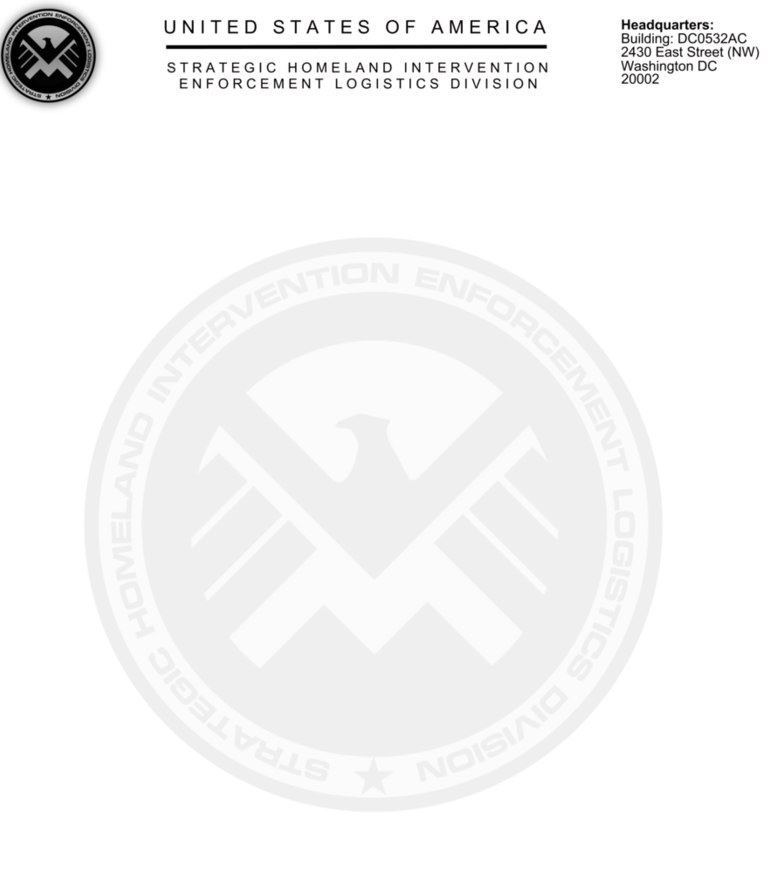 UNITED STATES OF AMERICA
STRATEGIC HOMELAND INTERVENTION
ENFORCEMENT LOGISTICS DIVISION
Headquarters:
Building: DC0532AC
2430 East Street (NW)
Washington DC
20002
STRATEGIC HOMELAND INTERVENTION ENFORCEMENT LOGISTICS DIVISION
STRATEGIC HOMELAND INTERVENTION ENFORCEMENT LOGISTICS DIVISION